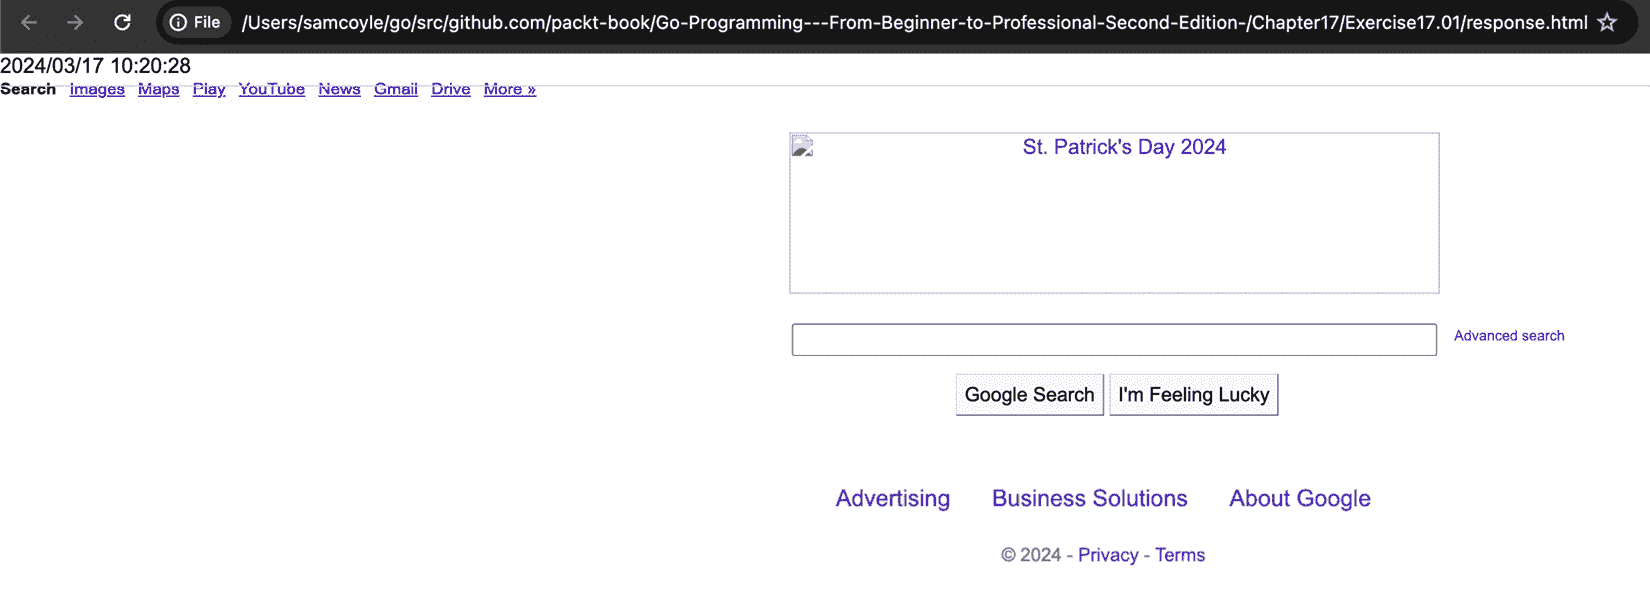 File /Users/samcoyle/go/src/github.com/packt-book/Go-Programming---From-Beginner-to-Professional-Second-Edition-/Chapter17/Exercise17.01/response.html
2024/03/17 10:20:28
Search Images Maps Play YouTube News Gmail Drive More »
St. Patrick's Day 2024
Advanced search
Google Search I'm Feeling Lucky
Advertising Business Solutions About Google
© 2024 - Privacy - Terms